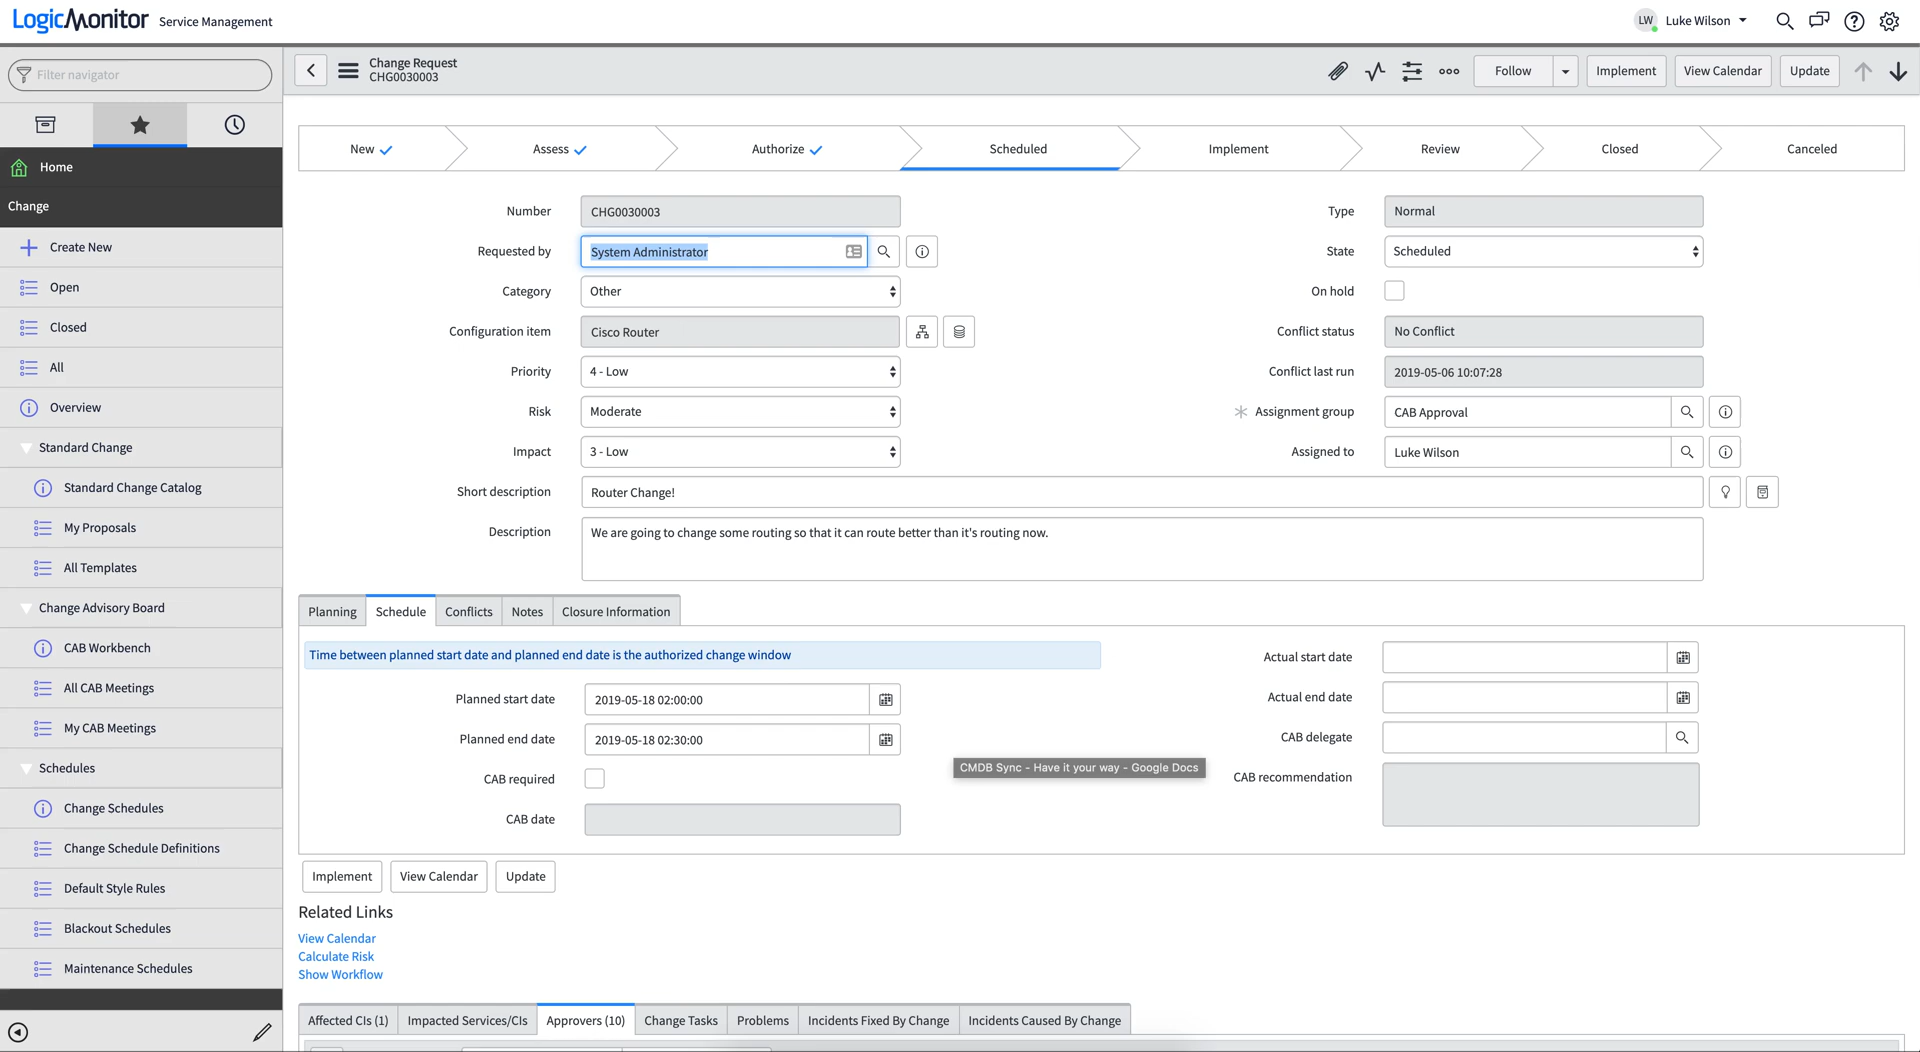 LogicMonitor Service Management
LW Luke Wilson
Filter navigator
Change Request
CHG0030003
Follow Implement View Calendar Update
Home
Change
Create New
Open
Closed
All
Overview
Standard Change
Standard Change Catalog
My Proposals
All Templates
Change Advisory Board
CAB Workbench
All CAB Meetings
My CAB Meetings
Schedules
Change Schedules
Change Schedule Definitions
Default Style Rules
Blackout Schedules
Maintenance Schedules
New Assess Authorize Scheduled Implement Review Closed Canceled
Number CHG0030003
Requested by System Administrator
Category Other
Configuration item Cisco Router
Priority 4 - Low
Risk Moderate
Impact 3 - Low
Type Normal
State Scheduled
On hold
Conflict status No Conflict
Conflict last run 2019-05-06 10:07:28
Assignment group CAB Approval
Assigned to Luke Wilson
Short description Router Change!
Description We are going to change some routing so that it can route better than it's routing now.
Planning Schedule Conflicts Notes Closure Information
Time between planned start date and planned end date is the authorized change window
Planned start date 2019-05-18 02:00:00
Planned end date 2019-05-18 02:30:00
CAB required
CAB date
Actual start date
Actual end date
CAB delegate
CAB recommendation
CMDB Sync - Have it your way - Google Docs
Implement View Calendar Update
Related Links
View Calendar
Calculate Risk
Show Workflow
Affected CIs (1) Impacted Services/CIs Approvers (10) Change Tasks Problems Incidents Fixed By Change Incidents Caused By Change